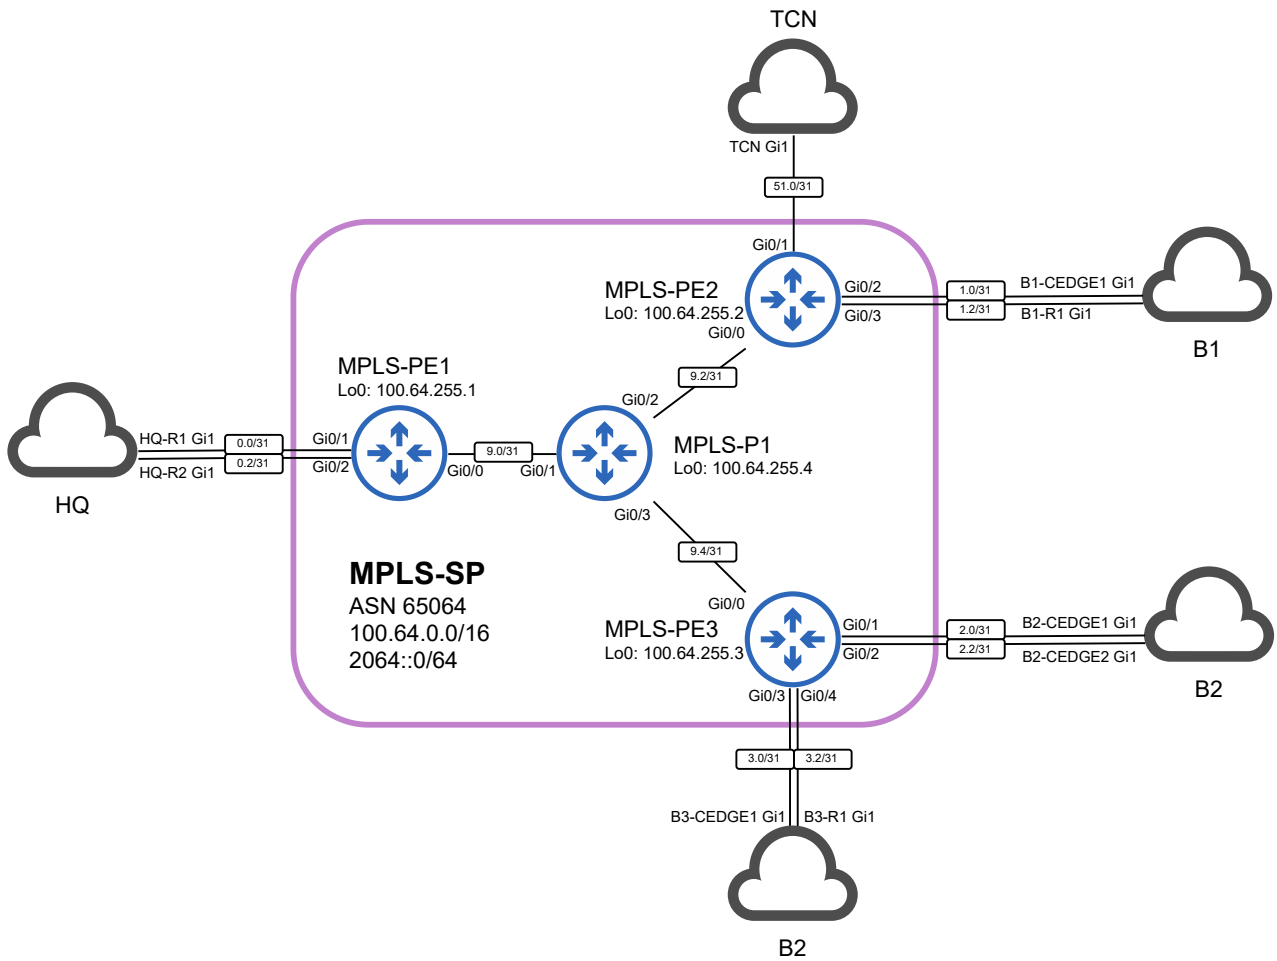 TCN
TCN Gi1
51.0/31
Gi0/1
MPLS-PE2
Lo0: 100.64.255.2
Gi0/0
Gi0/2
Gi0/3
1.0/31
1.2/31
B1-CEDGE1 Gi1
B1-R1 Gi1
B1
9.2/31
MPLS-PE1
Lo0: 100.64.255.1
HQ-R1 Gi1
HQ-R2 Gi1
0.0/31
0.2/31
Gi0/1
Gi0/2
HQ
Gi0/0
9.0/31
Gi0/1
Gi0/2
MPLS-P1
Lo0: 100.64.255.4
Gi0/3
9.4/31
MPLS-SP
ASN 65064
100.64.0.0/16
2064::0/64
Gi0/0
MPLS-PE3
Lo0: 100.64.255.3
Gi0/1
Gi0/2
2.0/31
2.2/31
B2-CEDGE1 Gi1
B2-CEDGE2 Gi1
B2
Gi0/3
Gi0/4
3.0/31
3.2/31
B3-CEDGE1 Gi1
B3-R1 Gi1
B2